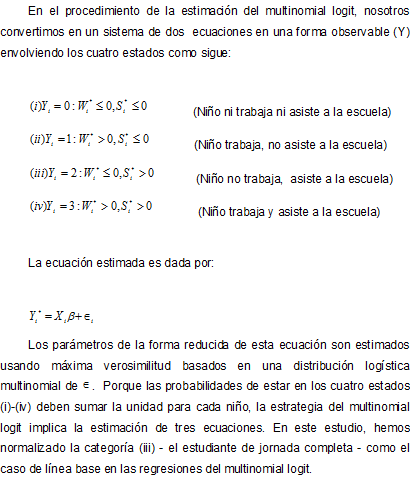 En el procedimiento de la estimación del multinomial logit, nosotros
convertimos en un sistema de dos ecuaciones en una forma observable (Y)
envolviendo los cuatro estados como sigue:
(i)Y_i = 0 : W_i^* ≤ 0, S_i^* ≤ 0 (Niño ni trabaja ni asiste a la escuela)
(ii)Y_i = 1 : W_i^* > 0, S_i^* ≤ 0 (Niño trabaja, no asiste a la escuela)
(iii)Y_i = 2 : W_i^* ≤ 0, S_i^* > 0 (Niño no trabaja, asiste a la escuela)
(iv)Y_i = 3 : W_i^* > 0, S_i^* > 0 (Niño trabaja y asiste a la escuela)
La ecuación estimada es dada por:
Y_i^* = X_i β + ∈_i
Los parámetros de la forma reducida de esta ecuación son estimados
usando máxima verosimilitud basados en una distribución logística
multinomial de ∈. Porque las probabilidades de estar en los cuatro estados
(i)-(iv) deben sumar la unidad para cada niño, la estrategia del multinomial
logit implica la estimación de tres ecuaciones. En este estudio, hemos
normalizado la categoría (iii) - el estudiante de jornada completa - como el
caso de línea base en las regresiones del multinomial logit.